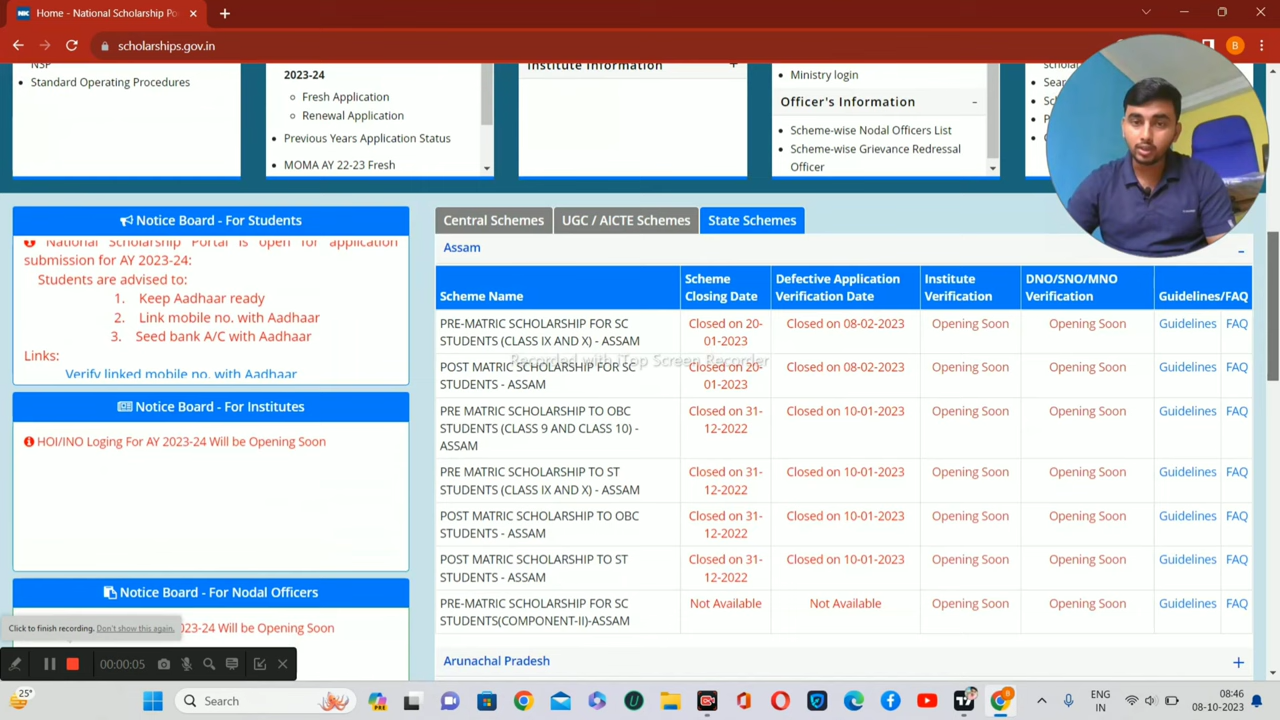 Home - National Scholarship Po
scholarships.gov.in
NSP
Standard Operating Procedures
2023-24
Fresh Application
Renewal Application
Previous Years Application Status
MOMA AY 22-23 Fresh
Institute Information +
Ministry login
Officer's Information -
Scheme-wise Nodal Officers List
Scheme-wise Grievance Redressal
Officer
Notice Board - For Students
National Scholarship Portal is open for application
submission for AY 2023-24:
Students are advised to:
1. Keep Aadhaar ready
2. Link mobile no. with Aadhaar
3. Seed bank A/C with Aadhaar
Links:
Verify linked mobile no. with Aadhaar
Notice Board - For Institutes
HOI/INO Loging For AY 2023-24 Will be Opening Soon
Notice Board - For Nodal Officers
2023-24 Will be Opening Soon
Central Schemes UGC / AICTE Schemes State Schemes
Assam -
Scheme Name Scheme Closing Date Defective Application Verification Date Institute Verification DNO/SNO/MNO Verification Guidelines/FAQ
PRE-MATRIC SCHOLARSHIP FOR SC Closed on 20- Closed on 08-02-2023 Opening Soon Opening Soon Guidelines FAQ
STUDENTS (CLASS IX AND X) - ASSAM 01-2023
Recorded with iTop Screen Recorder
POST MATRIC SCHOLARSHIP FOR SC Closed on 20- Closed on 08-02-2023 Opening Soon Opening Soon Guidelines FAQ
STUDENTS - ASSAM 01-2023
PRE MATRIC SCHOLARSHIP TO OBC Closed on 31- Closed on 10-01-2023 Opening Soon Opening Soon Guidelines FAQ
STUDENTS (CLASS 9 AND CLASS 10) - 12-2022
ASSAM
PRE MATRIC SCHOLARSHIP TO ST Closed on 31- Closed on 10-01-2023 Opening Soon Opening Soon Guidelines FAQ
STUDENTS (CLASS IX AND X) - ASSAM 12-2022
POST MATRIC SCHOLARSHIP TO OBC Closed on 31- Closed on 10-01-2023 Opening Soon Opening Soon Guidelines FAQ
STUDENTS - ASSAM 12-2022
POST MATRIC SCHOLARSHIP TO ST Closed on 31- Closed on 10-01-2023 Opening Soon Opening Soon Guidelines FAQ
STUDENTS - ASSAM 12-2022
PRE-MATRIC SCHOLARSHIP FOR SC Not Available Not Available Opening Soon Opening Soon Guidelines FAQ
STUDENTS(COMPONENT-II)-ASSAM
Arunachal Pradesh +
Click to finish recording. Don't show this again.
00:00:05
25°
Search
ENG
IN
08:46
08-10-2023